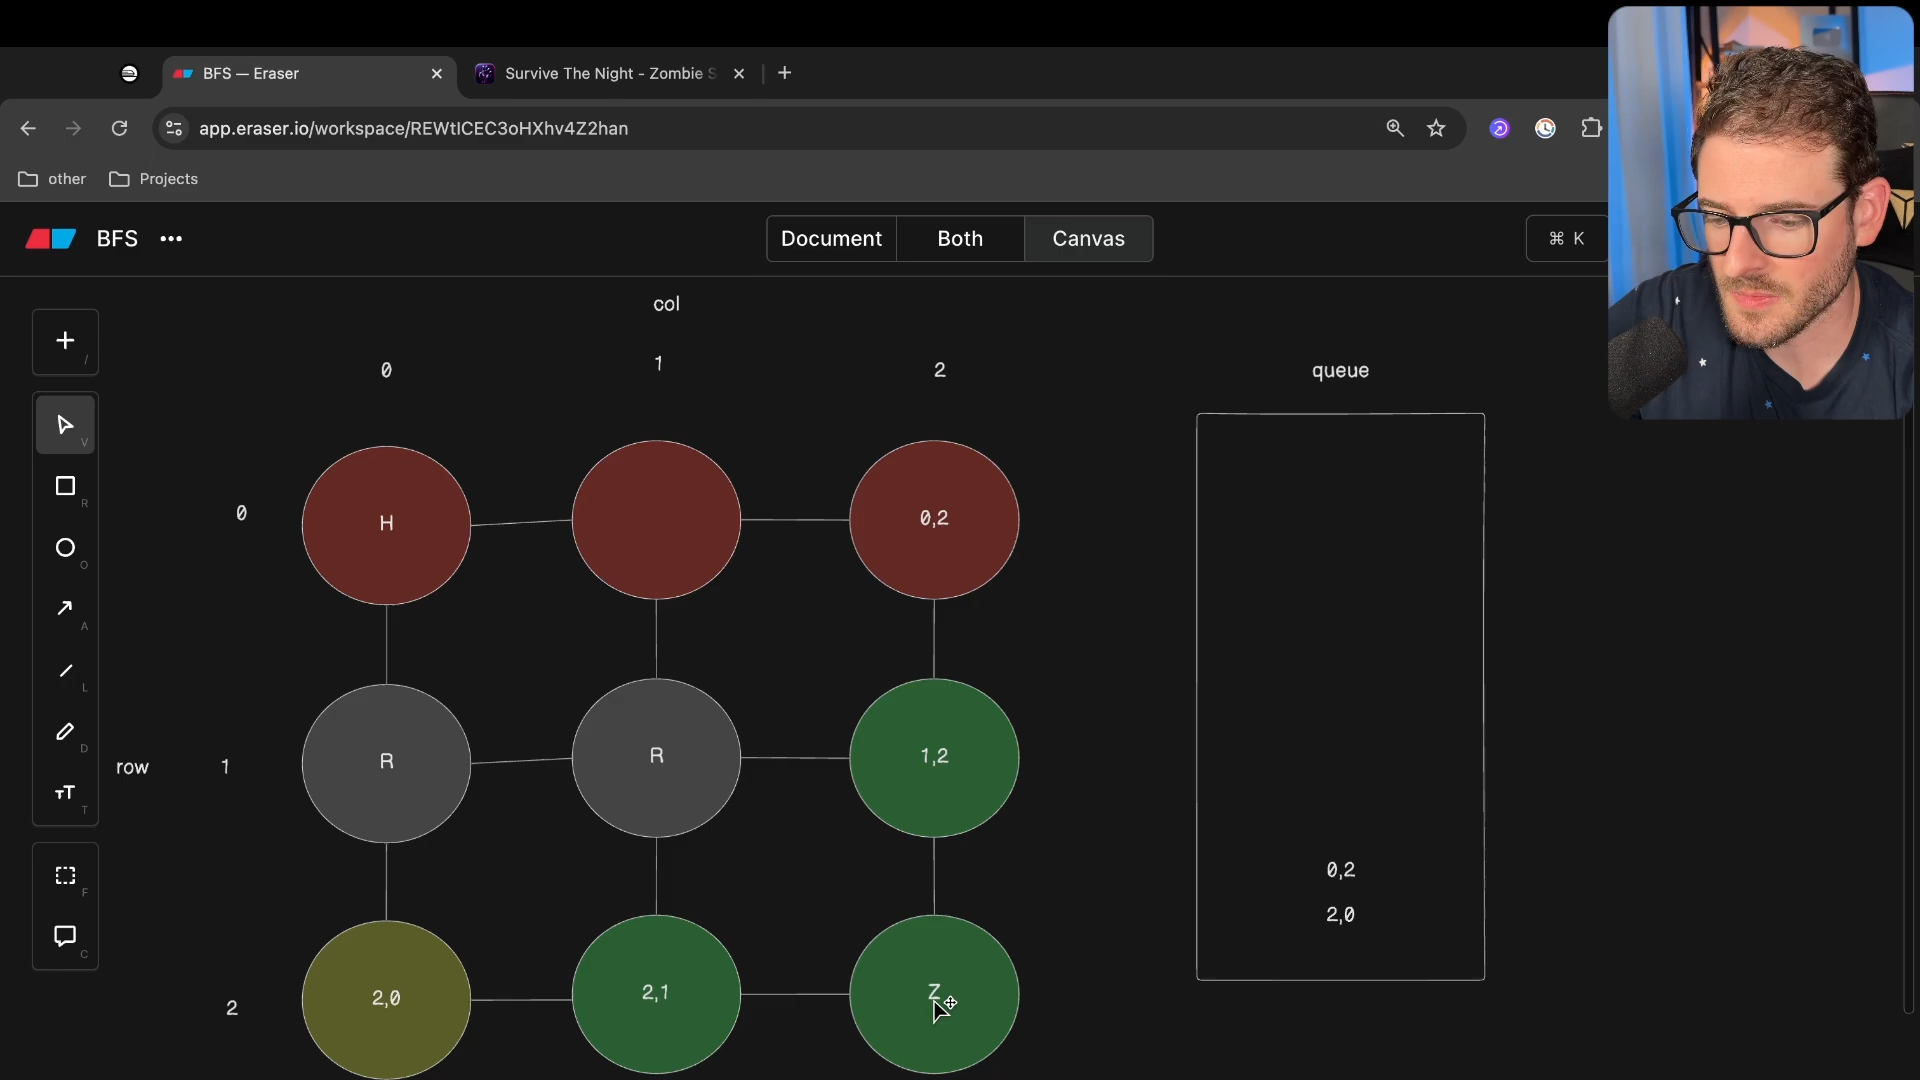 BFS — Eraser
Survive The Night - Zombie S
app.eraser.io/workspace/REWtICEC3oHXhv4Z2han
other
Projects
BFS
Document
Both
Canvas
⌘ K
col
0
1
2
queue
/
V
R
O
A
L
D
TT
T
F
C
0
H
0,2
row
1
R
R
1,2
0,2
2,0
2
2,0
2,1
Z